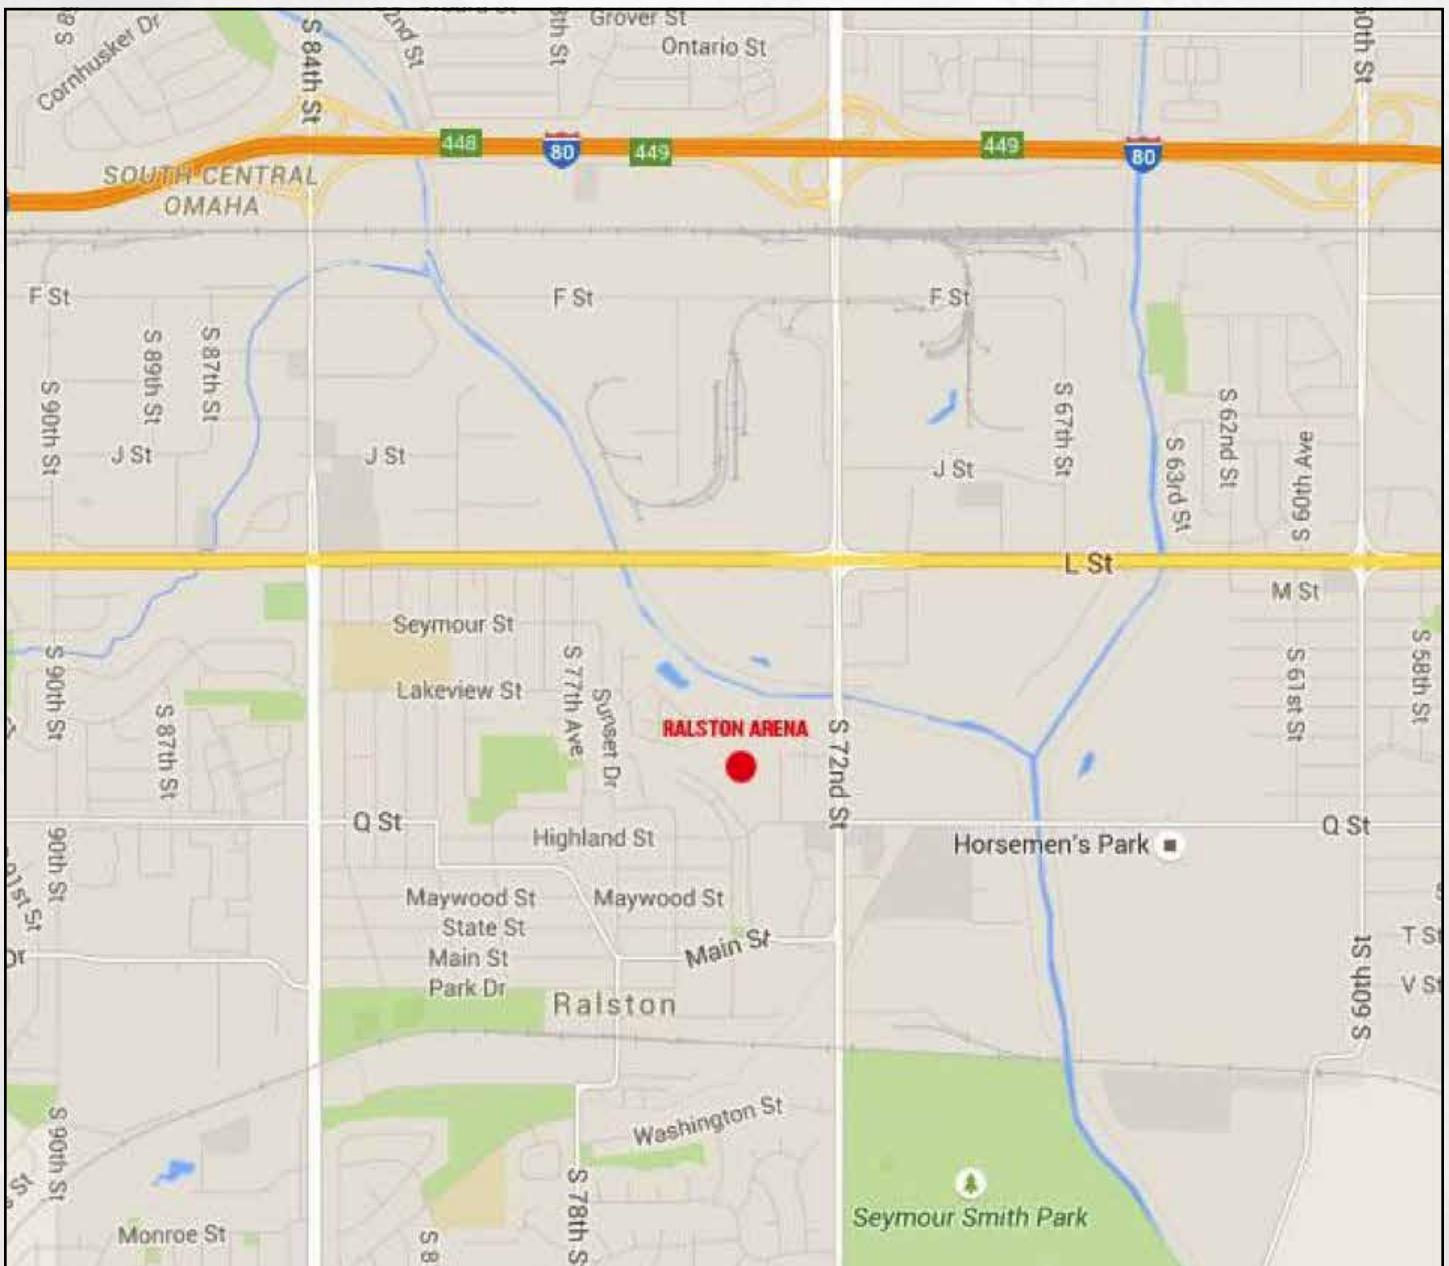 Grover St
Ontario St
Cornhusker Dr
S 84th St
448
80
449
449
80
SOUTH CENTRAL
OMAHA
F St
F St
F St
S 89th St
S 87th St
S 90th St
S 67th St
S 62nd St
S 63rd St
S 60th Ave
J St
J St
J St
L St
M St
Seymour St
S 77th Ave
Sunset Dr
Lakeview St
S 90th St
S 87th St
S 61st St
S 58th St
RALSTON ARENA
S 72nd St
Q St
Q St
Highland St
Horsemen's Park
90th St
Maywood St
Maywood St
State St
Main St
Main St
Park Dr
Ralston
S 60th St
T St
V St
Washington St
S 90th St
S 78th S
Seymour Smith Park
Monroe St
S 8